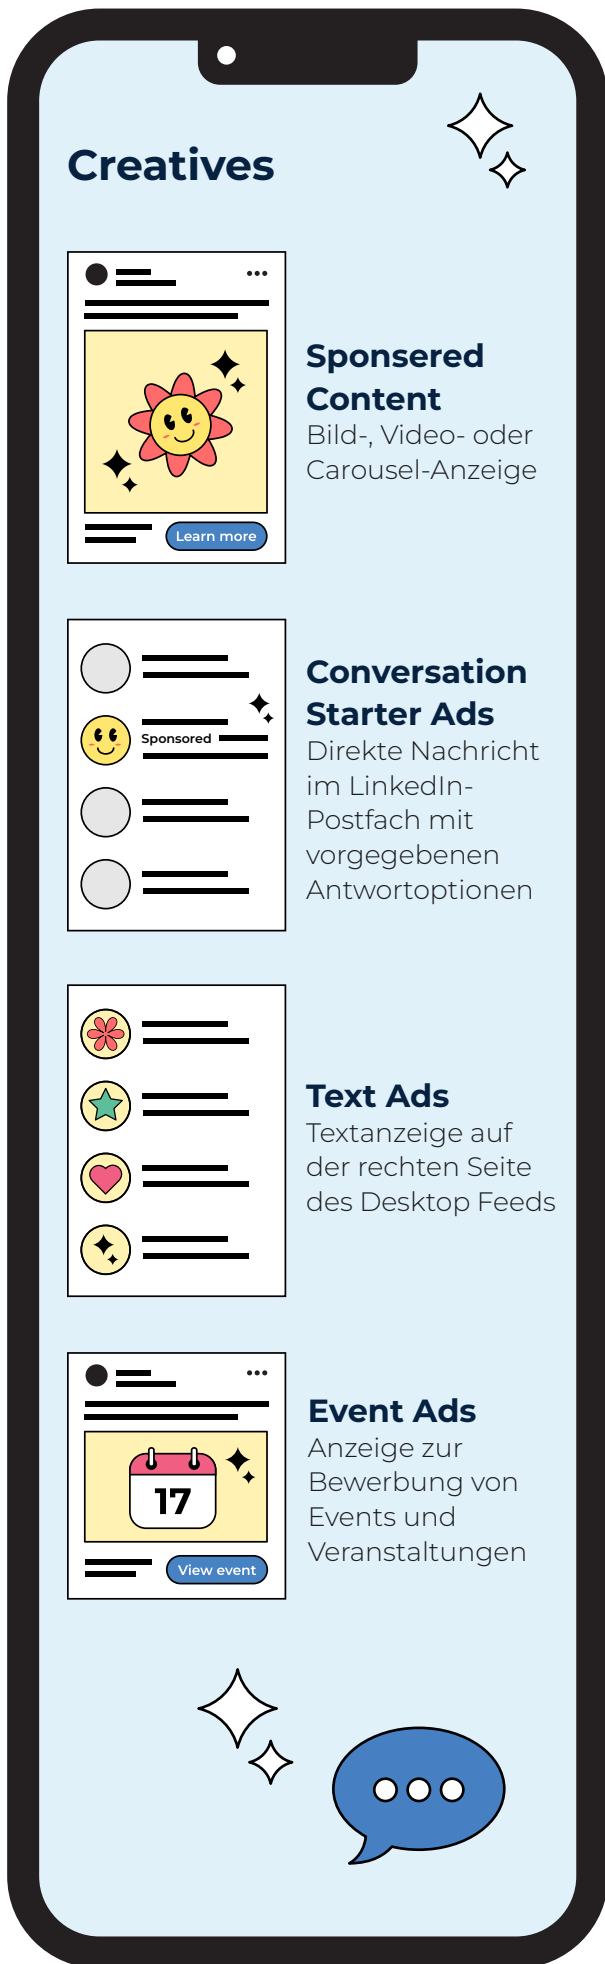 Creatives
Learn more
Sponsered
Content
Bild-, Video- oder
Carousel-Anzeige
Sponsored
Conversation
Starter Ads
Direkte Nachricht
im LinkedIn-
Postfach mit
vorgegebenen
Antwortoptionen
Text Ads
Textanzeige auf
der rechten Seite
des Desktop Feeds
17
View event
Event Ads
Anzeige zur
Bewerbung von
Events und
Veranstaltungen